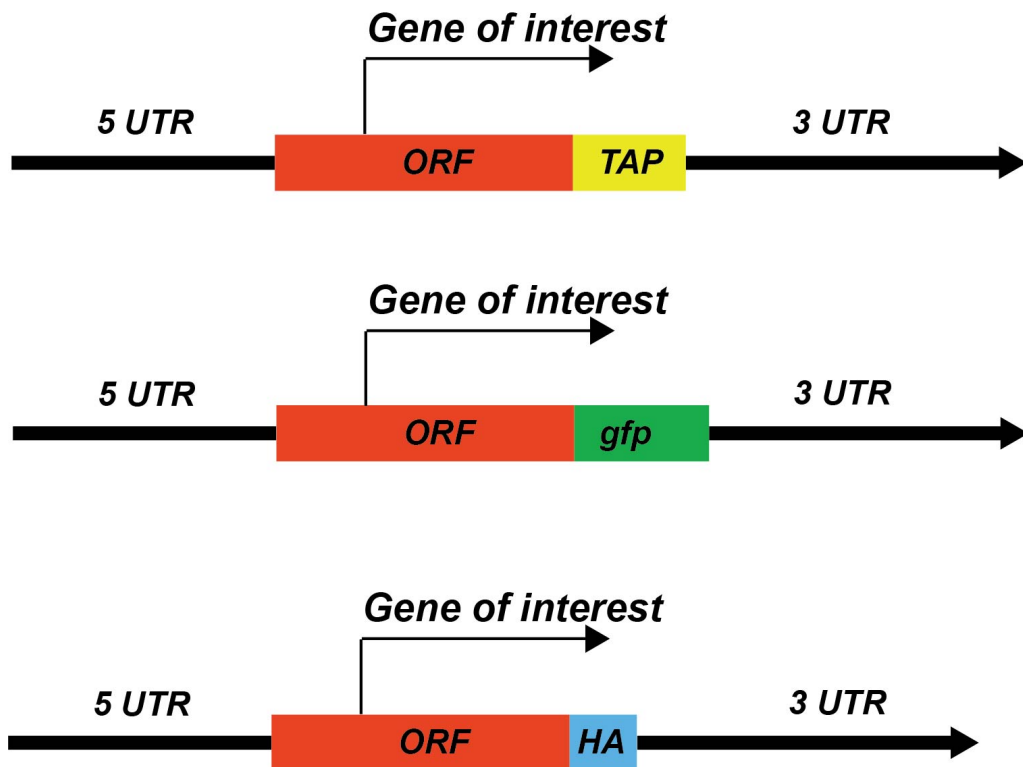 Gene of interest
5 UTR
3 UTR
ORF
TAP
Gene of interest
5 UTR
3 UTR
ORF
gfp
Gene of interest
5 UTR
3 UTR
ORF
HA